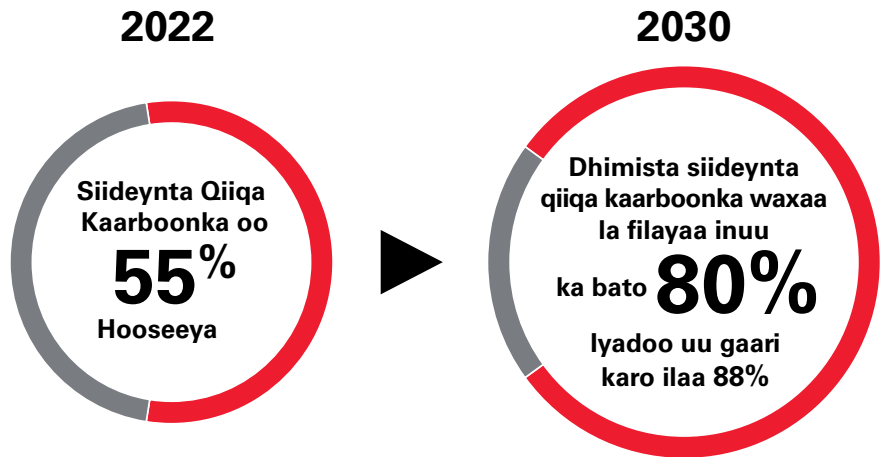 2022
Siideynta Qiiqa
Kaarboonka oo
55%
Hooseeya
2030
Dhimista siideynta
qiiqa kaarboonka waxaa
la filayaa inuu
ka bato 80%
Iyadoo uu gaari
karo ilaa 88%